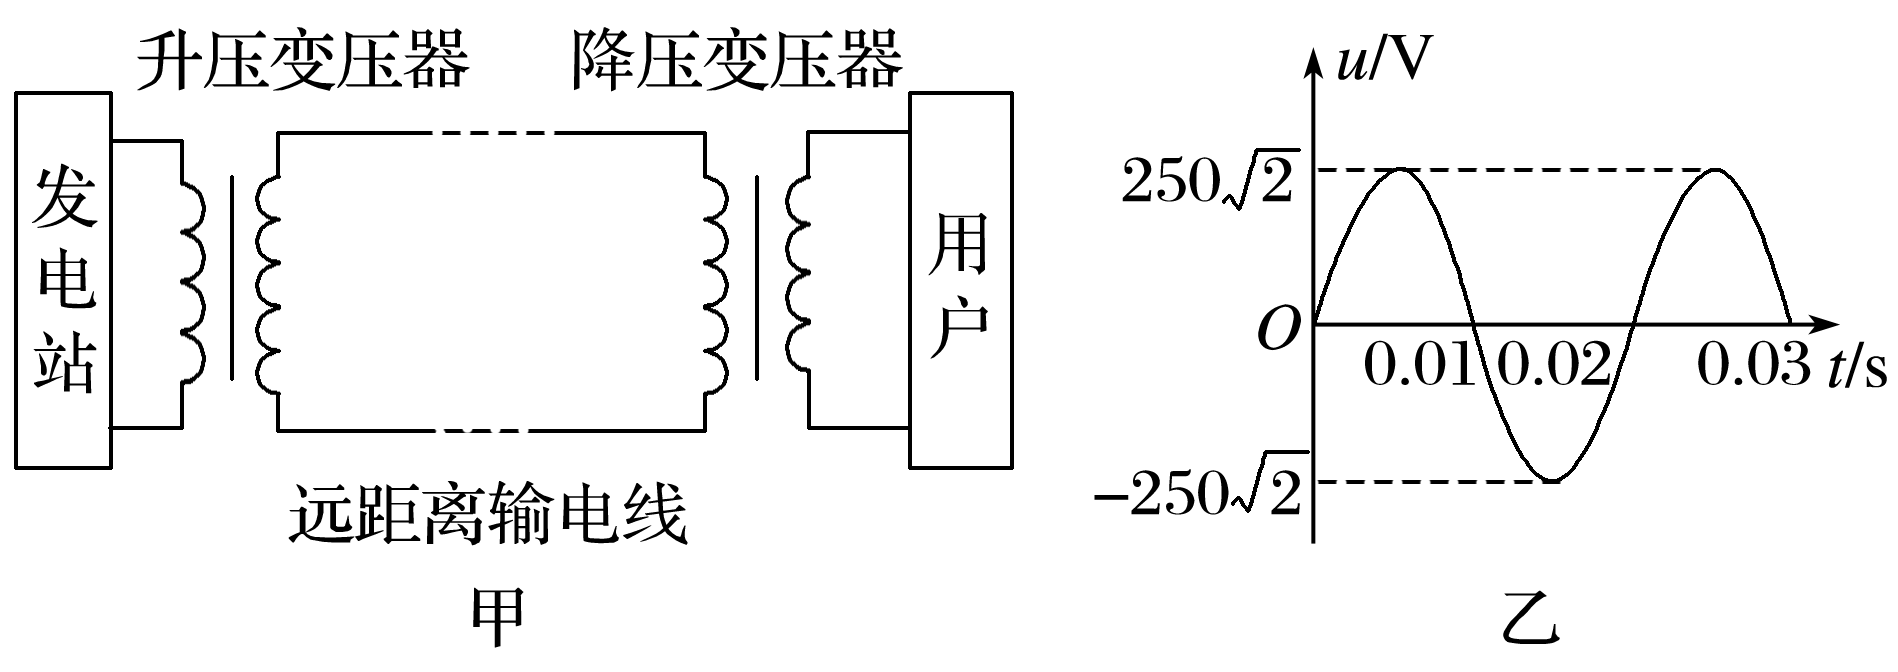 升压变压器 降压变压器
发电站
用户
远距离输电线
甲
u/V
250√2
O
0.01 0.02 0.03 t/s
−250√2
乙